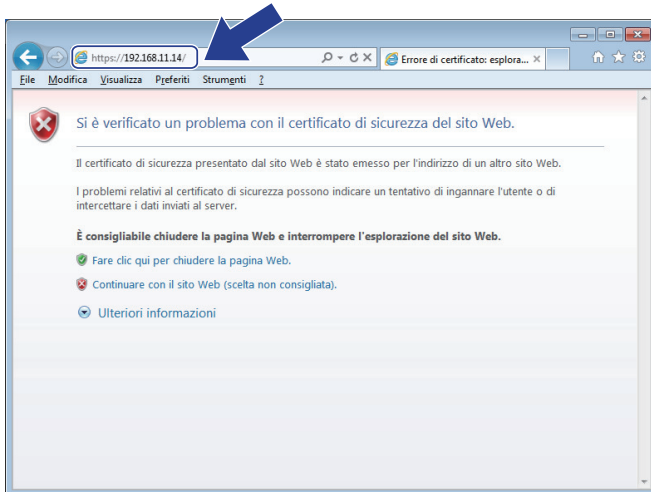 https://192.168.11.14/
Errore di certificato: esplora...
File Modifica Visualizza Preferiti Strumenti ?
Si è verificato un problema con il certificato di sicurezza del sito Web.
Il certificato di sicurezza presentato dal sito Web è stato emesso per l'indirizzo di un altro sito Web.
I problemi relativi al certificato di sicurezza possono indicare un tentativo di ingannare l'utente o di
intercettare i dati inviati al server.
È consigliabile chiudere la pagina Web e interrompere l'esplorazione del sito Web.
Fare clic qui per chiudere la pagina Web.
Continuare con il sito Web (scelta non consigliata).
Ulteriori informazioni